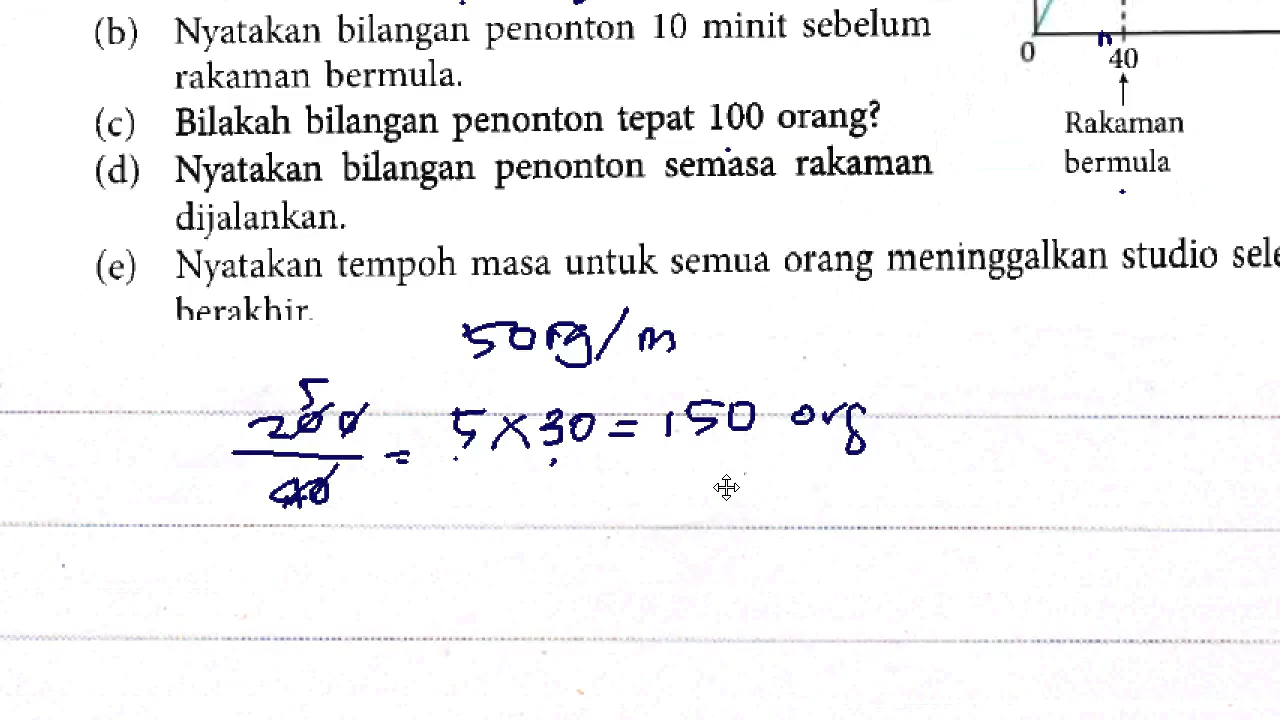 (b) Nyatakan bilangan penonton 10 minit sebelum
rakaman bermula.
(c) Bilakah bilangan penonton tepat 100 orang?
(d) Nyatakan bilangan penonton semasa rakaman
dijalankan.
(e) Nyatakan tempoh masa untuk semua orang meninggalkan studio sele
berakhir.
0
40
Rakaman
bermula
5 org/m
5
200
40
= 5 × 30 = 150 org